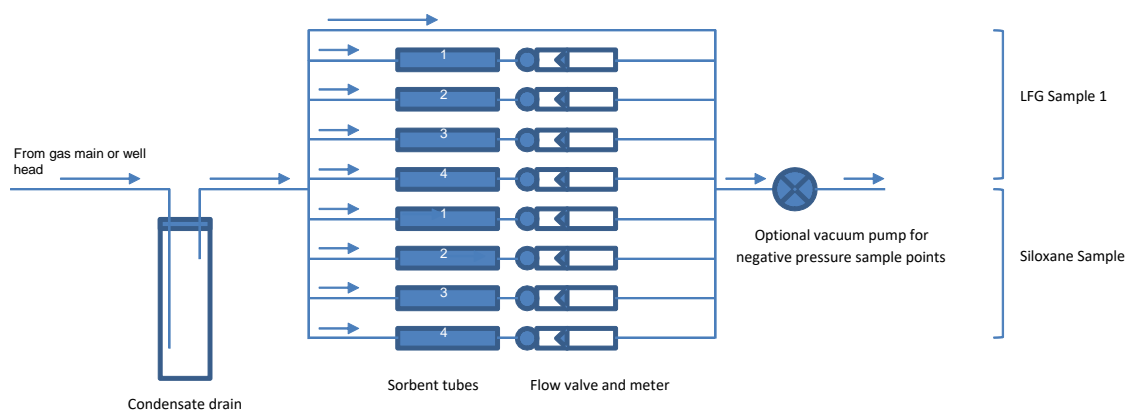 1
2
3
4
1
2
3
4
LFG Sample 1
From gas main or well
head
Optional vacuum pump for
negative pressure sample points
Siloxane Sample
Sorbent tubes
Flow valve and meter
Condensate drain